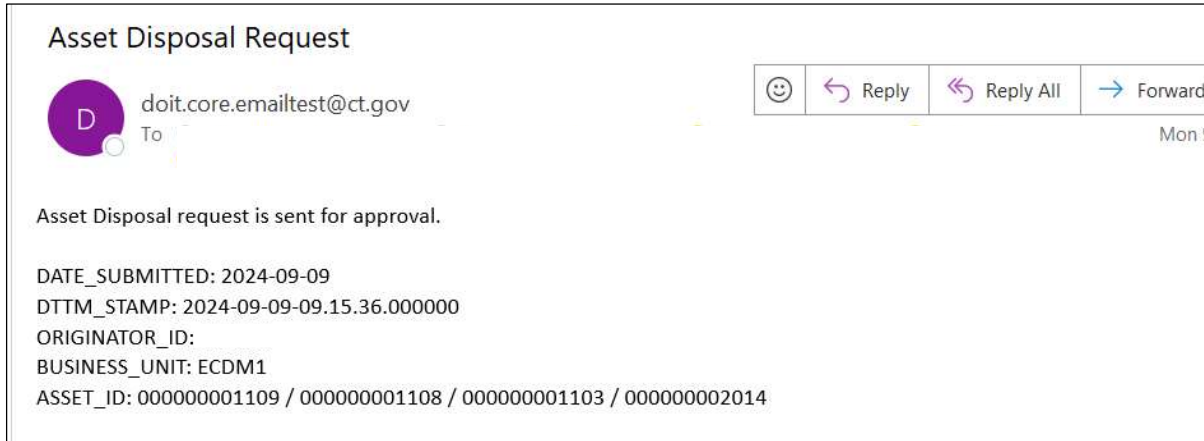 Asset Disposal Request
D
doit.core.emailtest@ct.gov
Reply
Reply All
Forward
To
Mon
Asset Disposal request is sent for approval.
DATE_SUBMITTED: 2024-09-09
DTTM_STAMP: 2024-09-09-09.15.36.000000
ORIGINATOR_ID:
BUSINESS_UNIT: ECDM1
ASSET_ID: 000000001109 / 000000001108 / 000000001103 / 000000002014